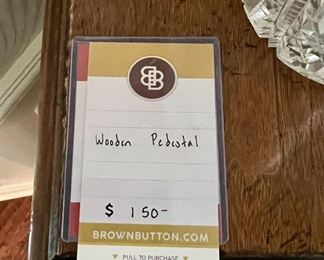 BB
Wooden Pedestal
$ 150-
BROWNBUTTON.COM
PULL TO PURCHASE